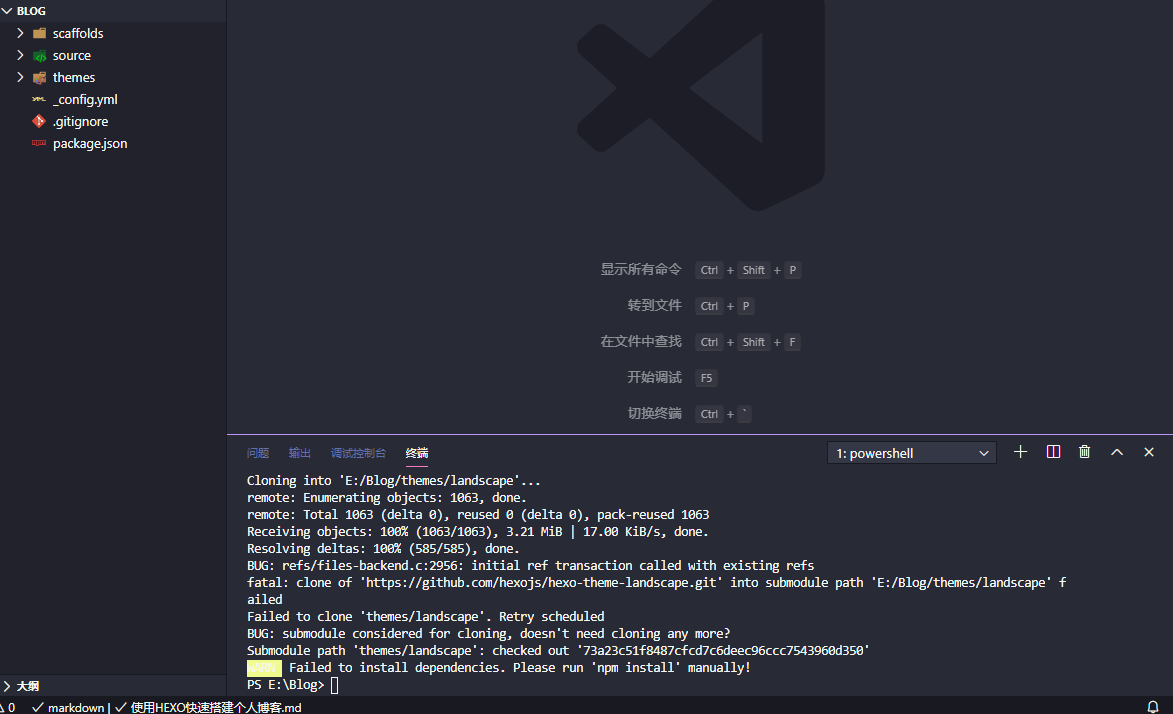 BLOG
scaffolds
source
themes
_config.yml
.gitignore
package.json
显示所有命令 Ctrl + Shift + P
转到文件 Ctrl + P
在文件中查找 Ctrl + Shift + F
开始调试 F5
切换终端 Ctrl + `
问题 输出 调试控制台 终端 1: powershell
Cloning into 'E:/Blog/themes/landscape'...
remote: Enumerating objects: 1063, done.
remote: Total 1063 (delta 0), reused 0 (delta 0), pack-reused 1063
Receiving objects: 100% (1063/1063), 3.21 MiB | 17.00 KiB/s, done.
Resolving deltas: 100% (585/585), done.
BUG: refs/files-backend.c:2956: initial ref transaction called with existing refs
fatal: clone of 'https://github.com/hexojs/hexo-theme-landscape.git' into submodule path 'E:/Blog/themes/landscape' f
ailed
Failed to clone 'themes/landscape'. Retry scheduled
BUG: submodule considered for cloning, doesn't need cloning any more?
Submodule path 'themes/landscape': checked out '73a23c51f8487cfcd7c6deec96ccc7543960d350'
WARN Failed to install dependencies. Please run 'npm install' manually!
PS E:\Blog>
大纲
0 markdown | 使用HEXO快速搭建个人博客.md